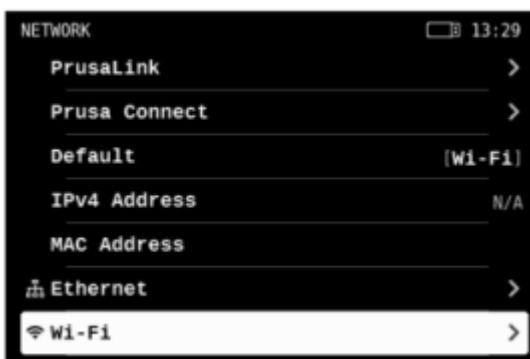 NETWORK 13:29
PrusaLink >
Prusa Connect >
Default [Wi-Fi]
IPv4 Address N/A
MAC Address
Ethernet >
Wi-Fi >